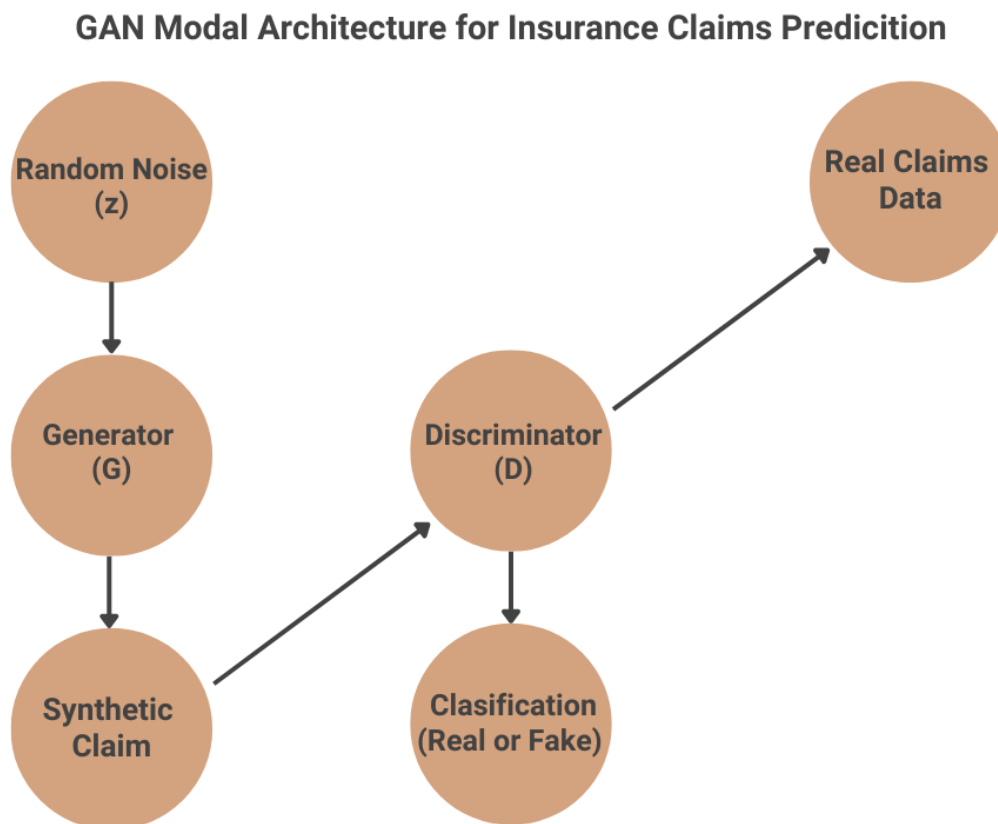 GAN Modal Architecture for Insurance Claims Predicition
Random Noise
(z)
Real Claims
Data
Generator
(G)
Discriminator
(D)
Synthetic
Claim
Clasification
(Real or Fake)